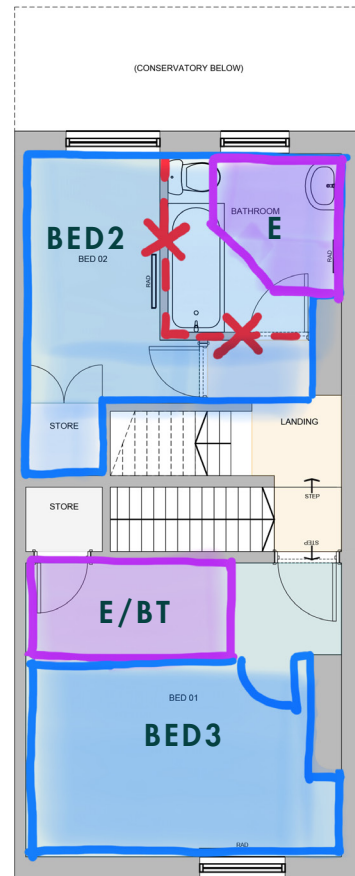 (CONSERVATORY BELOW)
BATHROOM
E
BED2
BED 02
RAD
RAD
STORE
LANDING
STORE
STEP
STEP
E/BT
BED 01
BED3
RAD